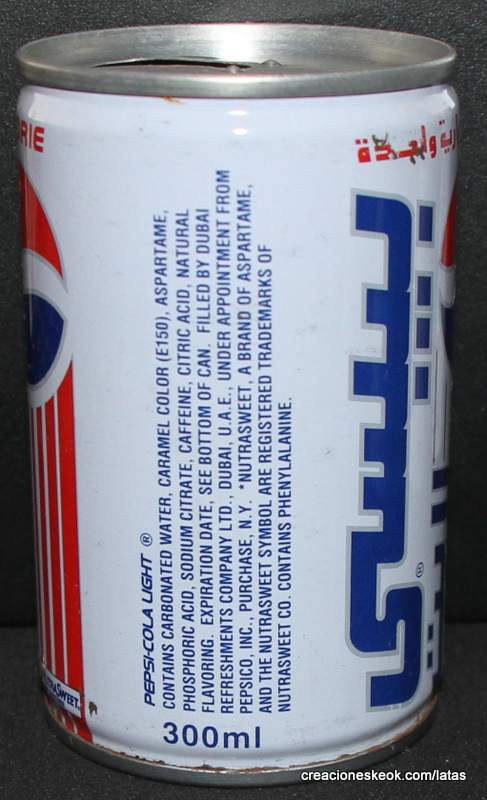 PEPSI-COLA LIGHT ®
CONTAINS CARBONATED WATER, CARAMEL COLOR (E150), ASPARTAME,
PHOSPHORIC ACID, SODIUM CITRATE, CAFFEINE, CITRIC ACID, NATURAL
FLAVORING. EXPIRATION DATE, SEE BOTTOM OF CAN. FILLED BY DUBAI
REFRESHMENTS COMPANY LTD., DUBAI, U.A.E., UNDER APPOINTMENT FROM
PEPSICO, INC., PURCHASE, N.Y. *NUTRASWEET, A BRAND OF ASPARTAME,
AND THE NUTRASWEET SYMBOL ARE REGISTERED TRADEMARKS OF
NUTRASWEET CO. CONTAINS PHENYLALANINE.
300ml
بيبسي
®
واحدة
creacioneskeok.com/latas